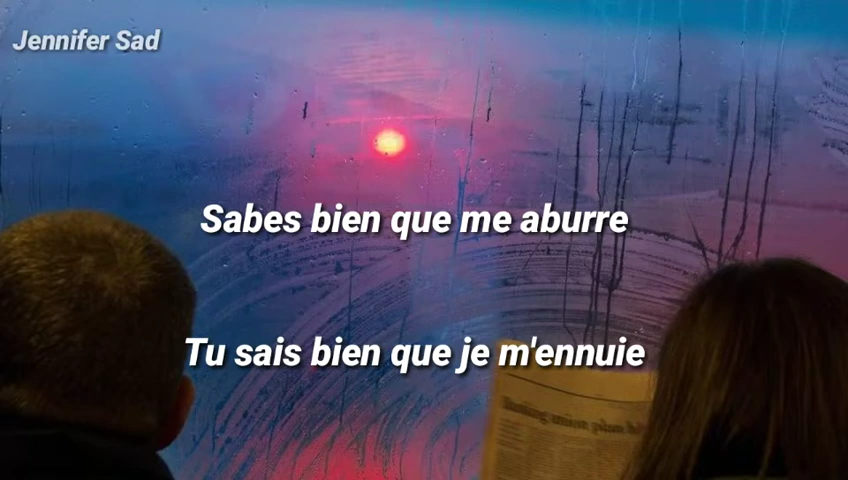 Jennifer Sad
Sabes bien que me aburre
Tu sais bien que je m'ennuie